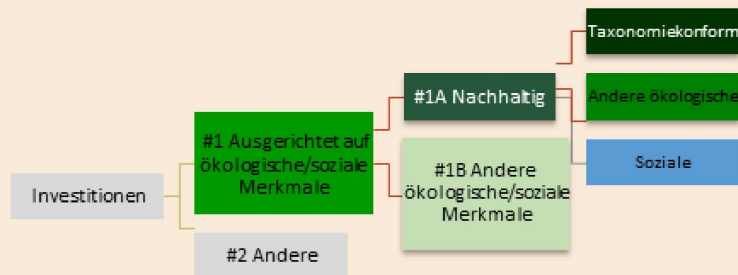 Taxonomiekonform
#1A Nachhaltig
Andere ökologische
#1 Ausgerichtet auf
ökologische/soziale
Merkmale
Soziale
#1B Andere
ökologische/soziale
Merkmale
Investitionen
#2 Andere